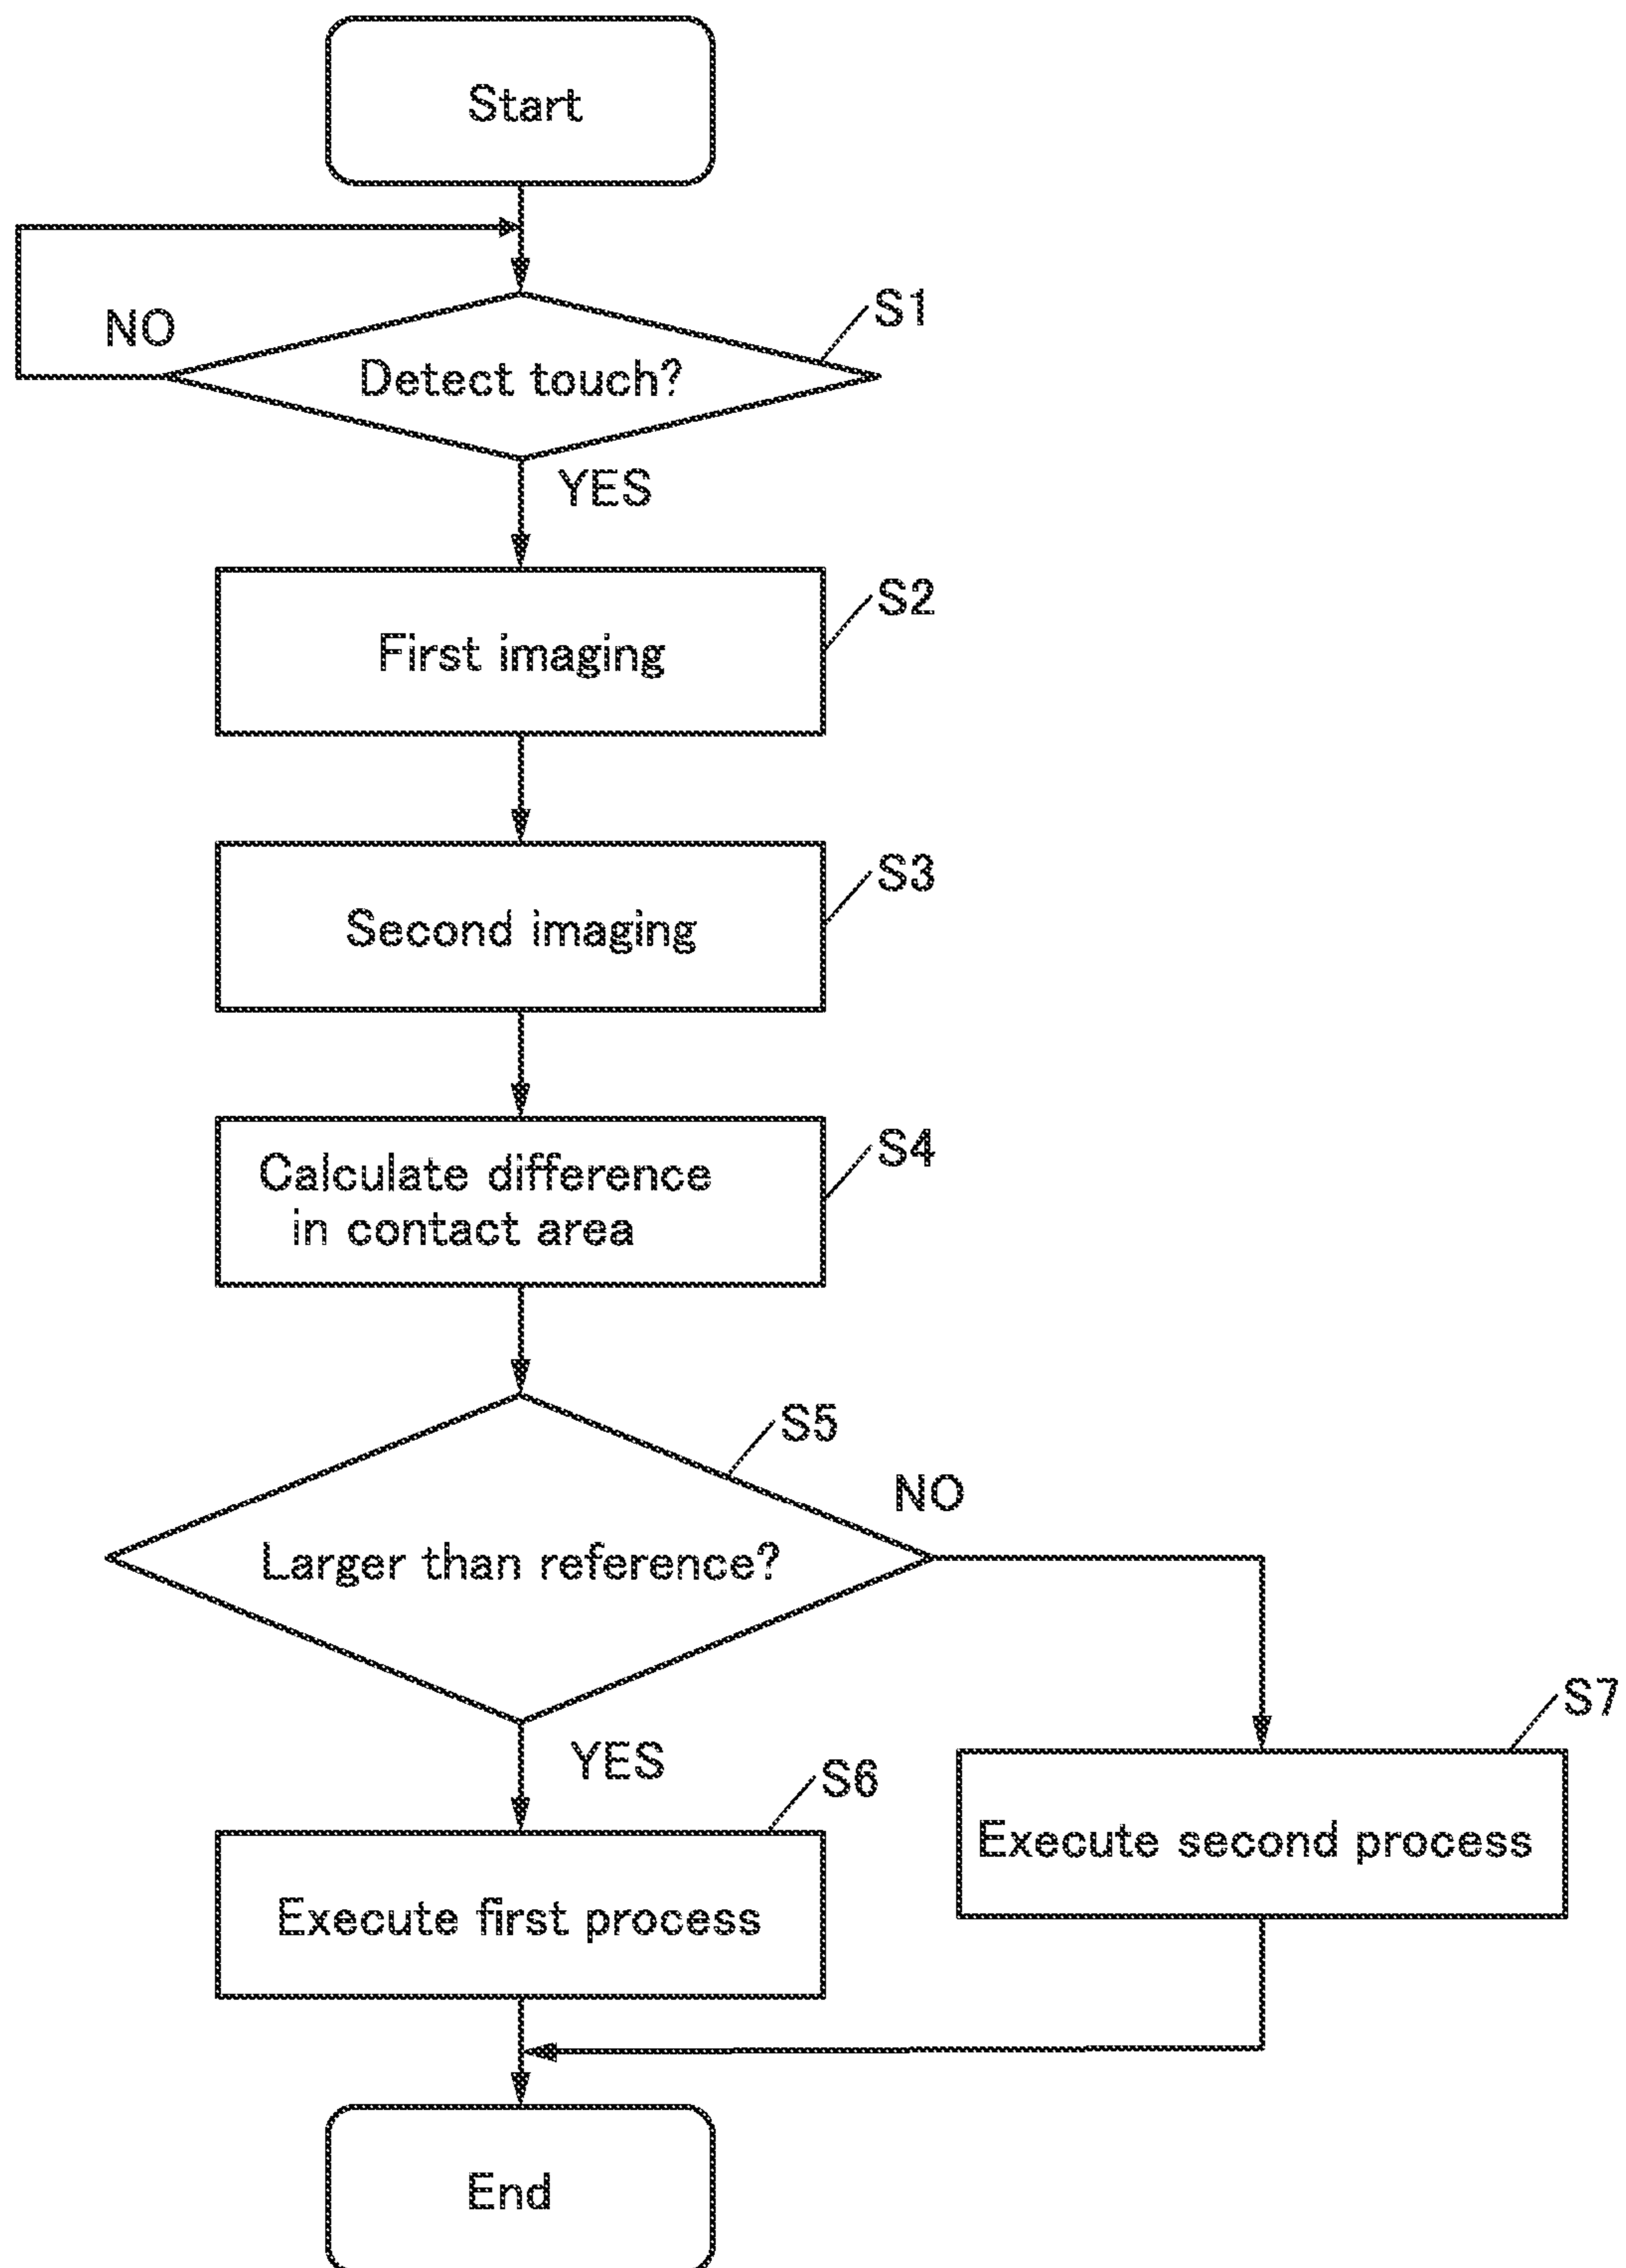 Start
NO
S1
Detect touch?
YES
S2
First imaging
S3
Second imaging
S4
Calculate difference
in contact area
S5
NO
Larger than reference?
YES
S6
S7
Execute second process
Execute first process
End